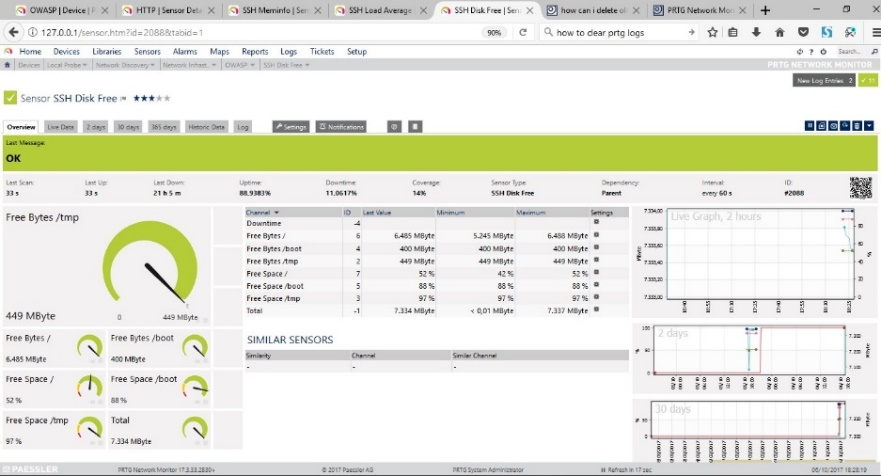 OWASP | Device | P
HTTP | Sensor Deta
SSH Meminfo | Sen
SSH Load Average
SSH Disk Free | Sen
how can i delete ol
PRTG Network Mon
127.0.0.1/sensor.htm?id=2088&tabid=1
90%
how to clear prtg logs
Home Devices Libraries Sensors Alarms Maps Reports Logs Tickets Setup
Search..
Devices Local Probe Network Discovery Network Infrast.. OWASP SSH Disk Free
PRTG NETWORK MONITOR
New Log Entries 2
11
Sensor SSH Disk Free
Overview Live Data 2 days 30 days 365 days Historic Data Log Settings Notifications
Last Message:
OK
Last Scan: Last Up: Last Down: Uptime: Downtime: Coverage: Sensor Type: Dependency: Interval: ID:
33 s 33 s 21 h 5 m 88,9383% 11,0617% 14% SSH Disk Free Parent every 60 s #2088
Free Bytes /tmp
449 MByte
0
449 MByte
Free Bytes /
6.485 MByte
Free Bytes /boot
400 MByte
Free Space /
52 %
Free Space /boot
88 %
Free Space /tmp
97 %
Total
7.334 MByte
Channel ID Last Value Minimum Maximum Settings
Downtime -4
Free Bytes / 6 6.485 MByte 5.245 MByte 6.488 MByte
Free Bytes /boot 4 400 MByte 400 MByte 400 MByte
Free Bytes /tmp 2 449 MByte 449 MByte 449 MByte
Free Space / 7 52 % 42 % 52 %
Free Space /boot 5 88 % 88 % 88 %
Free Space /tmp 3 97 % 97 % 97 %
Total -1 7.334 MByte < 0,01 MByte 7.337 MByte
SIMILAR SENSORS
Similarity Channel Similar Channel
- - -
Live Graph, 2 hours
MByte
2 days
30 days
PAESSLER
PRTG Network Monitor 17.3.33.2830+
© 2017 Paessler AG
PRTG System Administrator
Refresh in 17 sec
06/10/2017 18:28:19